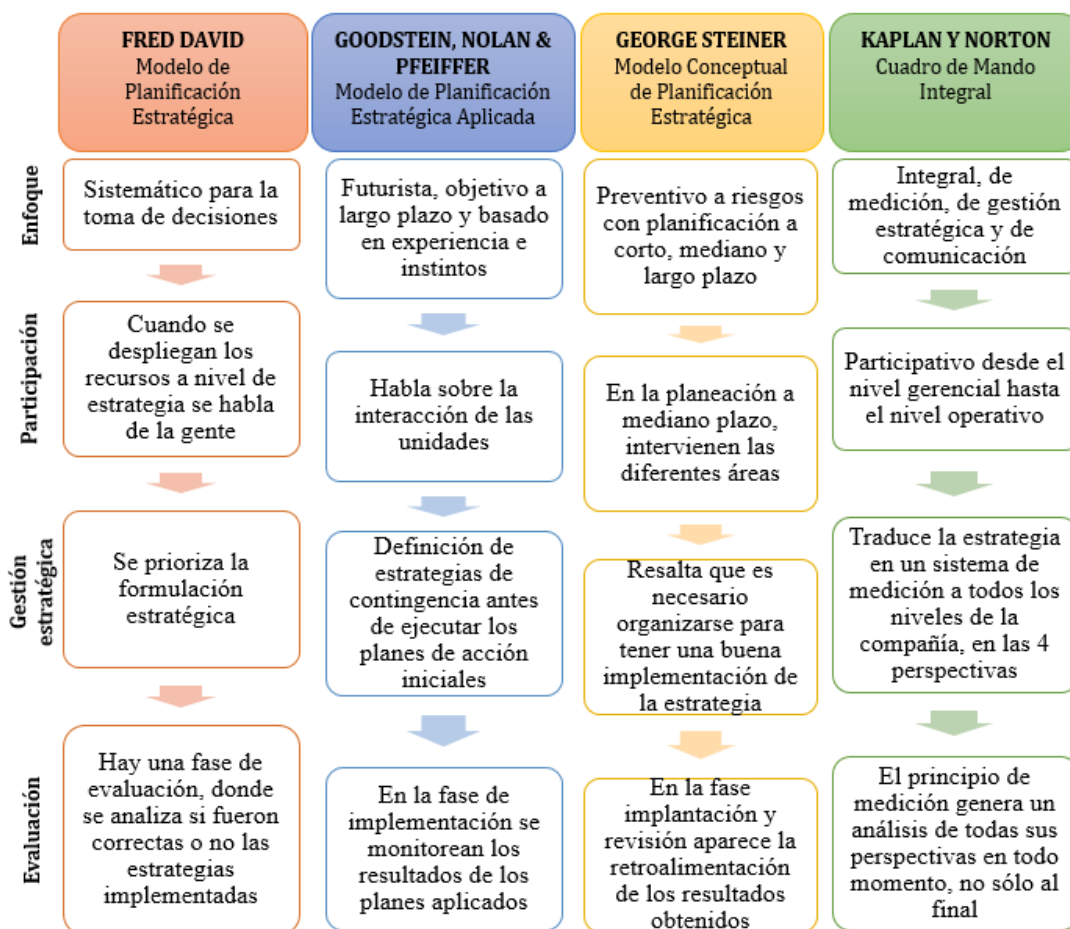 FRED DAVID
Modelo de
Planificación
Estratégica
GOODSTEIN, NOLAN &
PFEIFFER
Modelo de Planificación
Estratégica Aplicada
GEORGE STEINER
Modelo Conceptual
de Planificación
Estratégica
KAPLAN Y NORTON
Cuadro de Mando
Integral
Enfoque
Sistemático para la
toma de decisiones
Futurista, objetivo a
largo plazo y basado
en experiencia e
instintos
Preventivo a riesgos
con planificación a
corto, mediano y
largo plazo
Integral, de
medición, de gestión
estratégica y de
comunicación
Participación
Cuando se
despliegan los
recursos a nivel de
estrategia se habla
de la gente
Habla sobre la
interacción de las
unidades
En la planeación a
mediano plazo,
intervienen las
diferentes áreas
Participativo desde el
nivel gerencial hasta
el nivel operativo
Gestión
estratégica
Se prioriza la
formulación
estratégica
Definición de
estrategias de
contingencia antes
de ejecutar los
planes de acción
iniciales
Resalta que es
necesario
organizarse para
tener una buena
implementación de
la estrategia
Traduce la estrategia
en un sistema de
medición a todos los
niveles de la
compañía, en las 4
perspectivas
Evaluación
Hay una fase de
evaluación, donde
se analiza si fueron
correctas o no las
estrategias
implementadas
En la fase de
implementación se
monitorean los
resultados de los
planes aplicados
En la fase
implantación y
revisión aparece la
retroalimentación
de los resultados
obtenidos
El principio de
medición genera un
análisis de todas sus
perspectivas en todo
momento, no sólo al
final